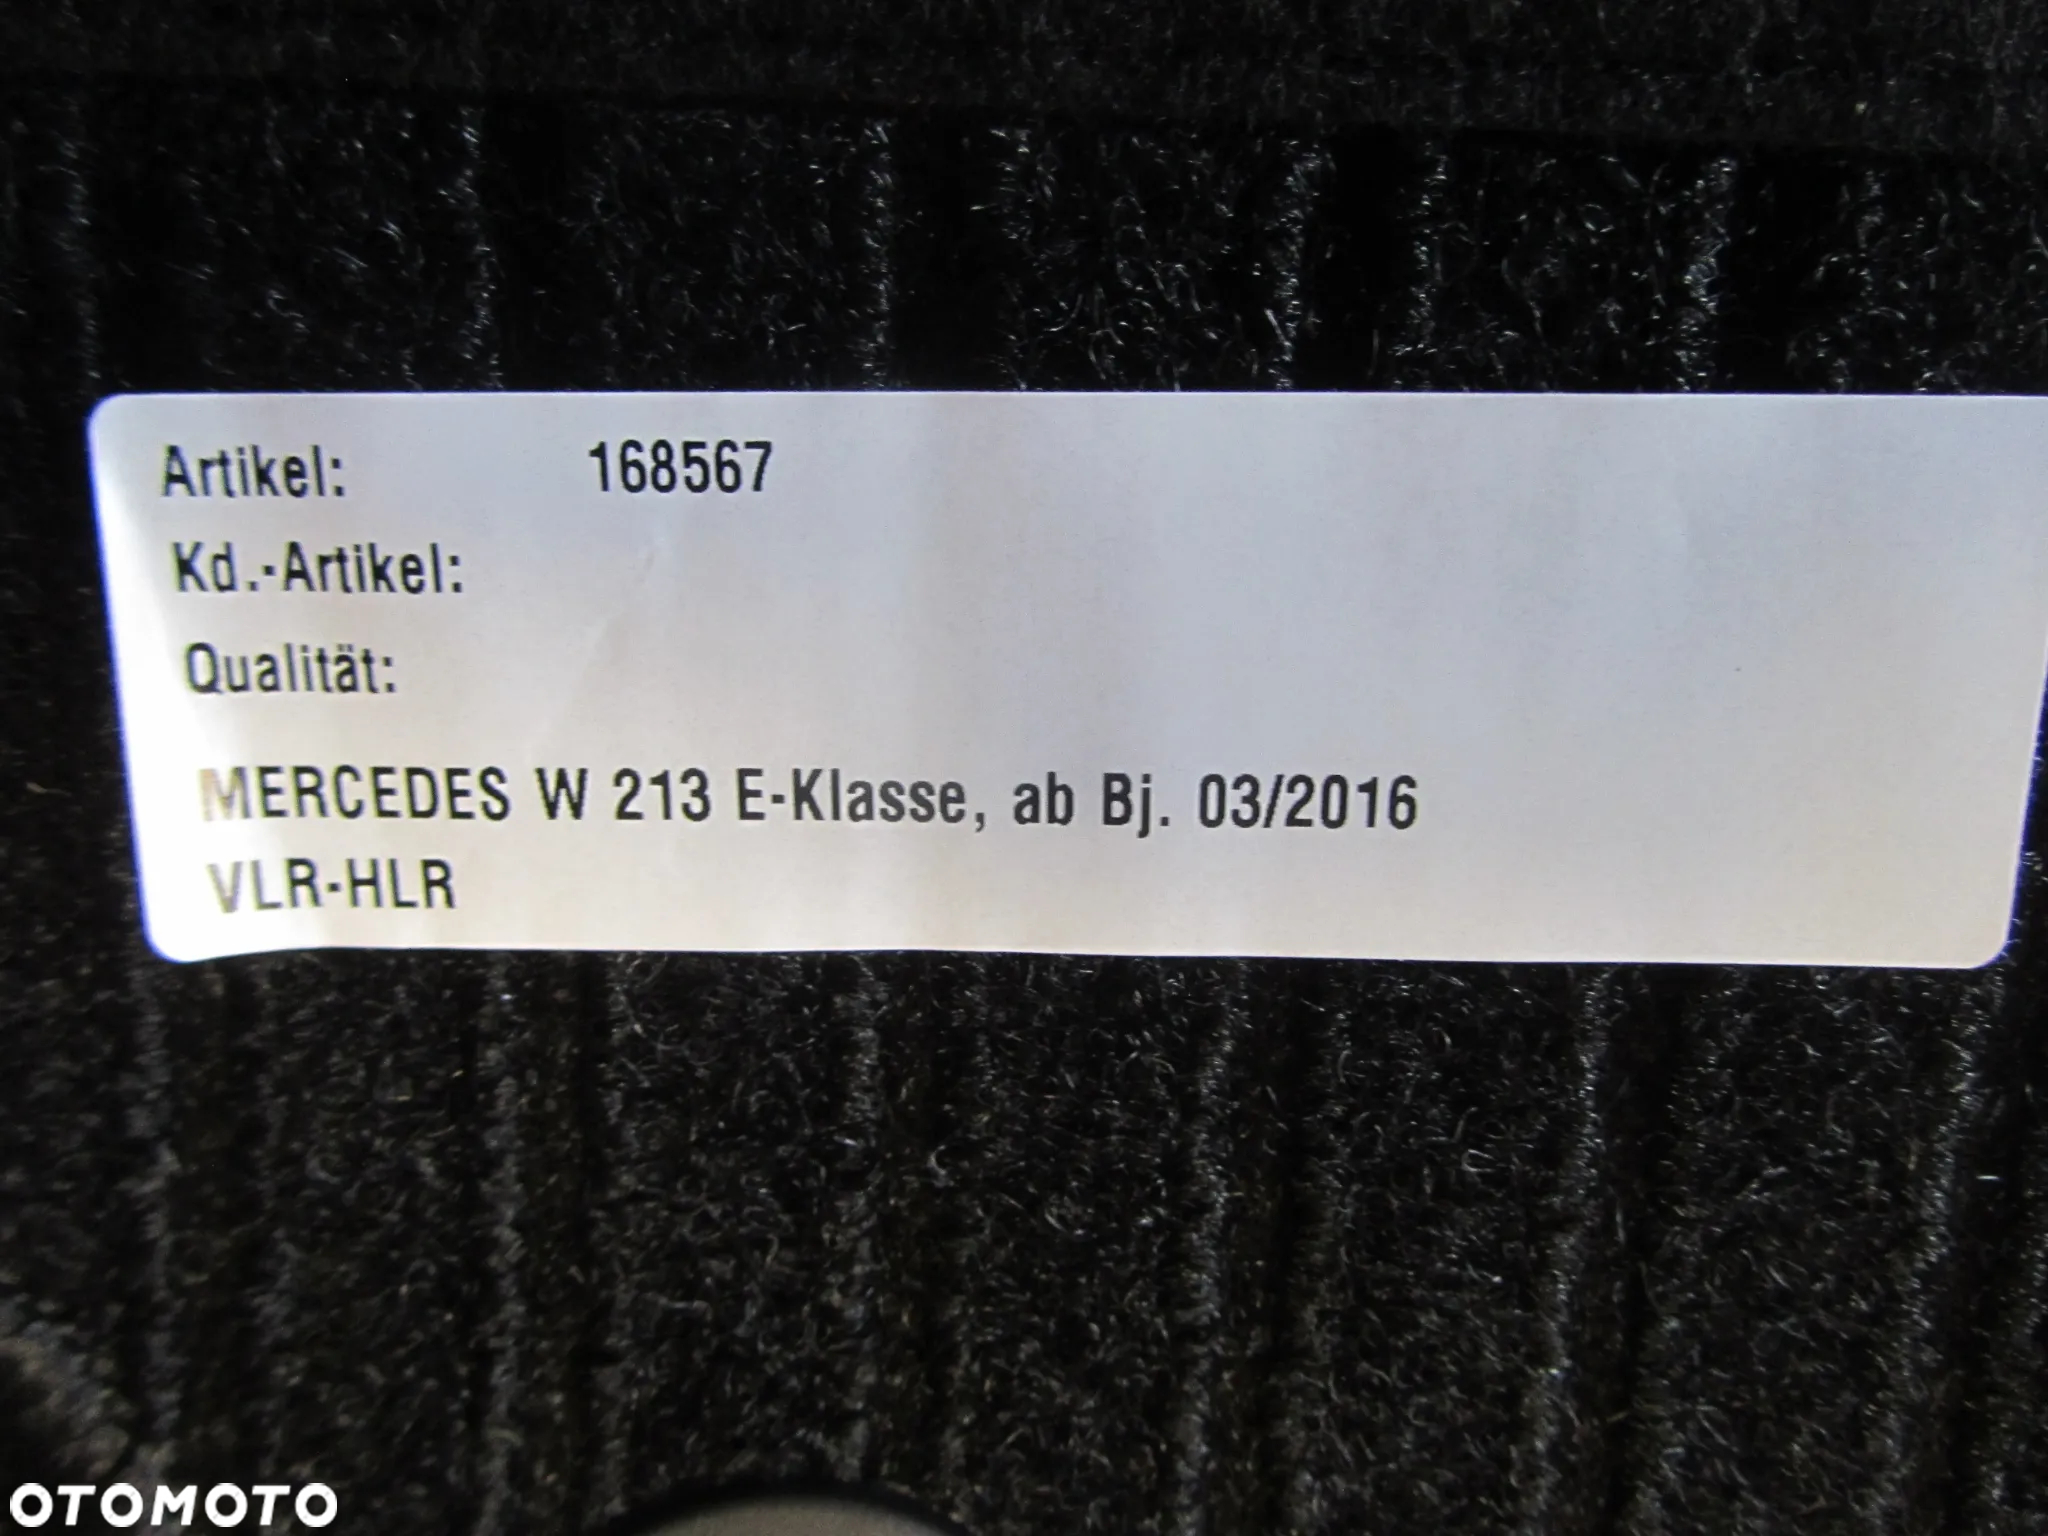 Artikel: 168567
Kd.-Artikel:
Qualität:
MERCEDES W 213 E-Klasse, ab Bj. 03/2016
VLR-HLR
OTOMOTO